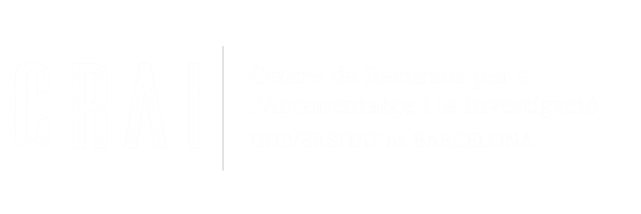 CRAI
Centre de Recursos per a
l'Aprenentatge i la Investigació
UNIVERSITAT DE BARCELONA